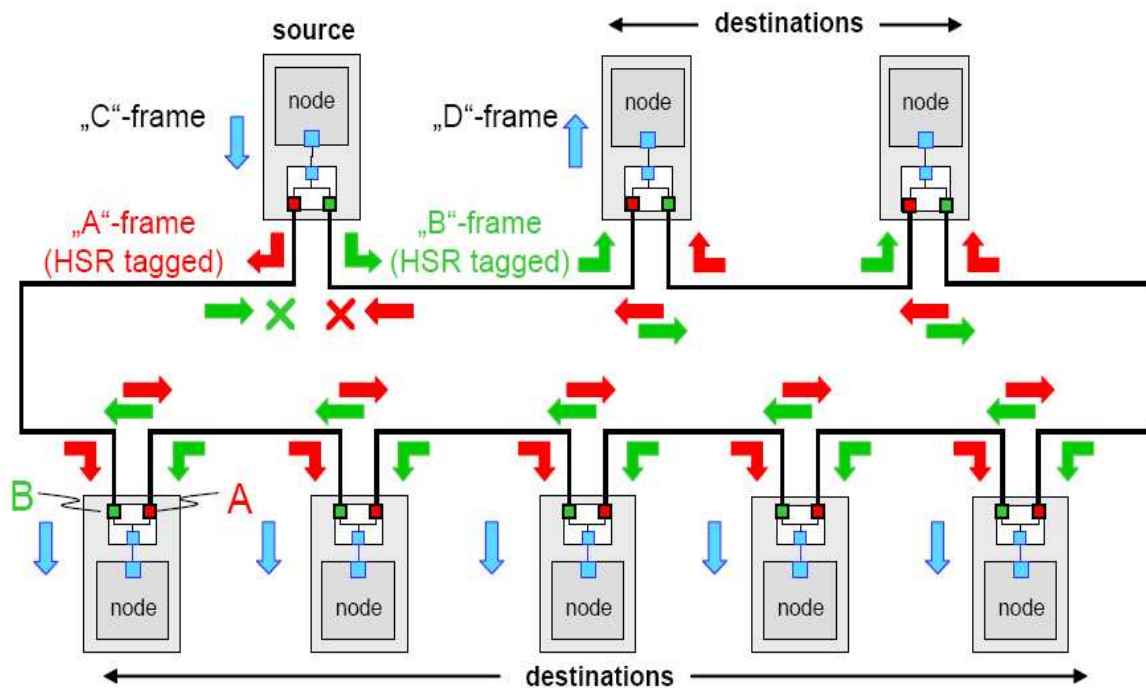 source
destinations
node
node
node
„C“-frame
„D“-frame
„A“-frame
(HSR tagged)
„B“-frame
(HSR tagged)
B
A
node
node
node
node
node
destinations